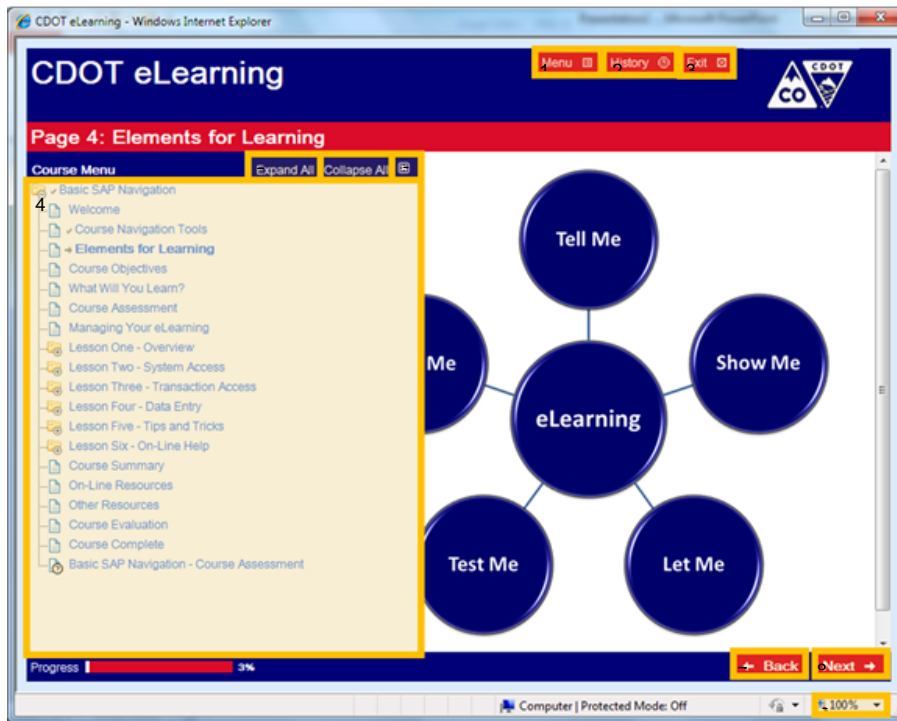 CDOT eLearning - Windows Internet Explorer
CDOT eLearning
Menu
History
Exit
CDOT
CO
Page 4: Elements for Learning
Course Menu
Expand All
Collapse All
4
Basic SAP Navigation
Welcome
Course Navigation Tools
Elements for Learning
Course Objectives
What Will You Learn?
Course Assessment
Managing Your eLearning
Lesson One - Overview
Lesson Two - System Access
Lesson Three - Transaction Access
Lesson Four - Data Entry
Lesson Five - Tips and Tricks
Lesson Six - On-Line Help
Course Summary
On-Line Resources
Other Resources
Course Evaluation
Course Complete
Basic SAP Navigation - Course Assessment
Tell Me
Me
Show Me
eLearning
Test Me
Let Me
Progress
3%
Back
Next
Computer | Protected Mode: Off
100%